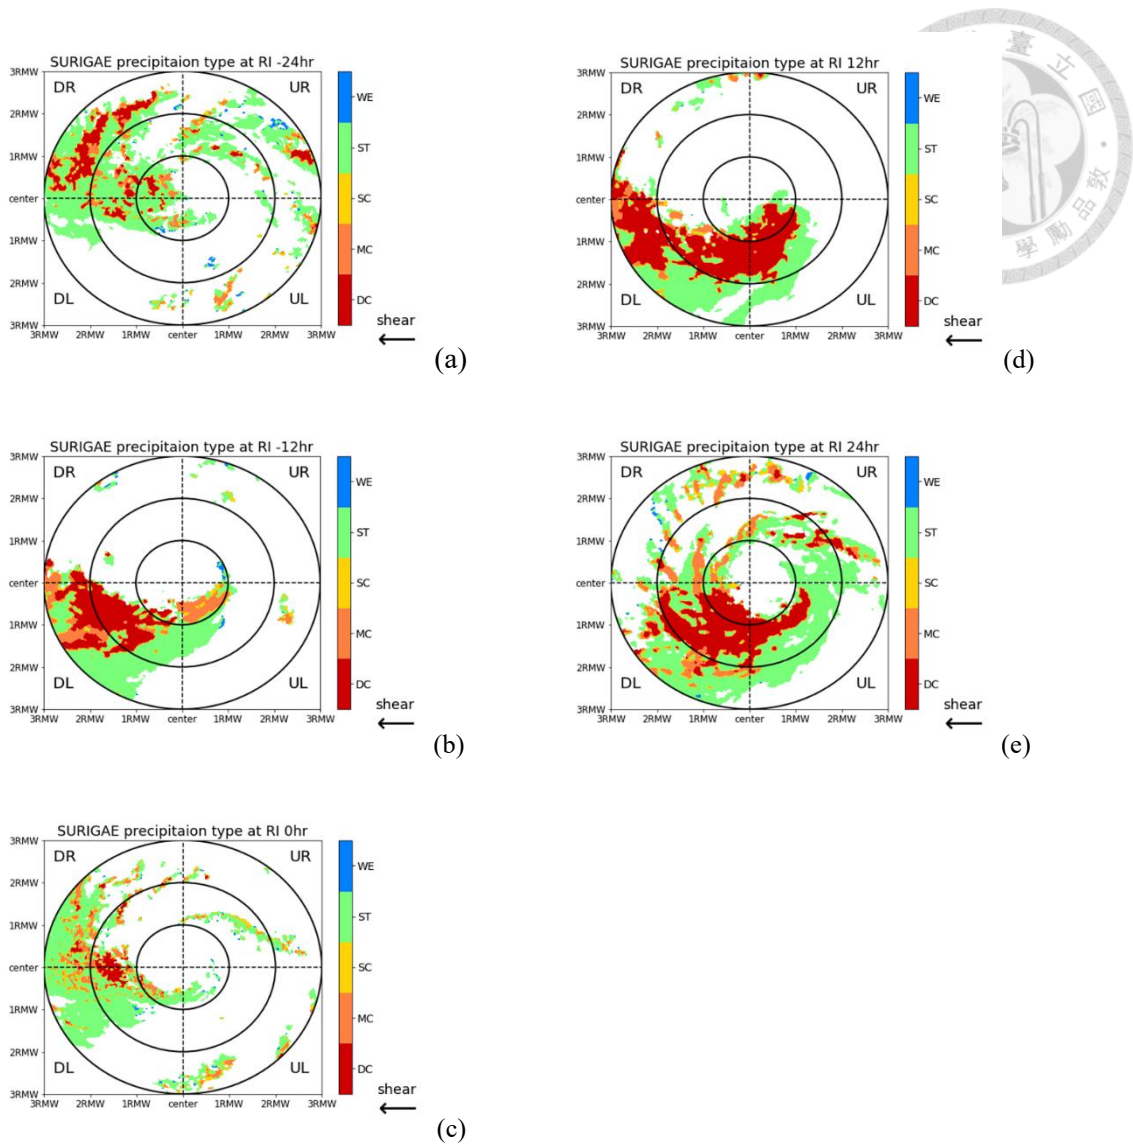 SURIGAE precipitaion type at RI -24hr
3RMW
2RMW
1RMW
center
1RMW
2RMW
3RMW
DR
UR
DL
UL
3RMW 2RMW 1RMW center 1RMW 2RMW 3RMW
WE
ST
SC
MC
DC
shear
(a)
SURIGAE precipitaion type at RI 12hr
3RMW
2RMW
1RMW
center
1RMW
2RMW
3RMW
DR
UR
DL
UL
3RMW 2RMW 1RMW center 1RMW 2RMW 3RMW
WE
ST
SC
MC
DC
shear
(d)
臺立國
敦品勵學
SURIGAE precipitaion type at RI -12hr
3RMW
2RMW
1RMW
center
1RMW
2RMW
3RMW
DR
UR
DL
UL
3RMW 2RMW 1RMW center 1RMW 2RMW 3RMW
WE
ST
SC
MC
DC
shear
(b)
SURIGAE precipitaion type at RI 24hr
3RMW
2RMW
1RMW
center
1RMW
2RMW
3RMW
DR
UR
DL
UL
3RMW 2RMW 1RMW center 1RMW 2RMW 3RMW
WE
ST
SC
MC
DC
shear
(e)
SURIGAE precipitaion type at RI 0hr
3RMW
2RMW
1RMW
center
1RMW
2RMW
3RMW
DR
UR
DL
UL
3RMW 2RMW 1RMW center 1RMW 2RMW 3RMW
WE
ST
SC
MC
DC
shear
(c)